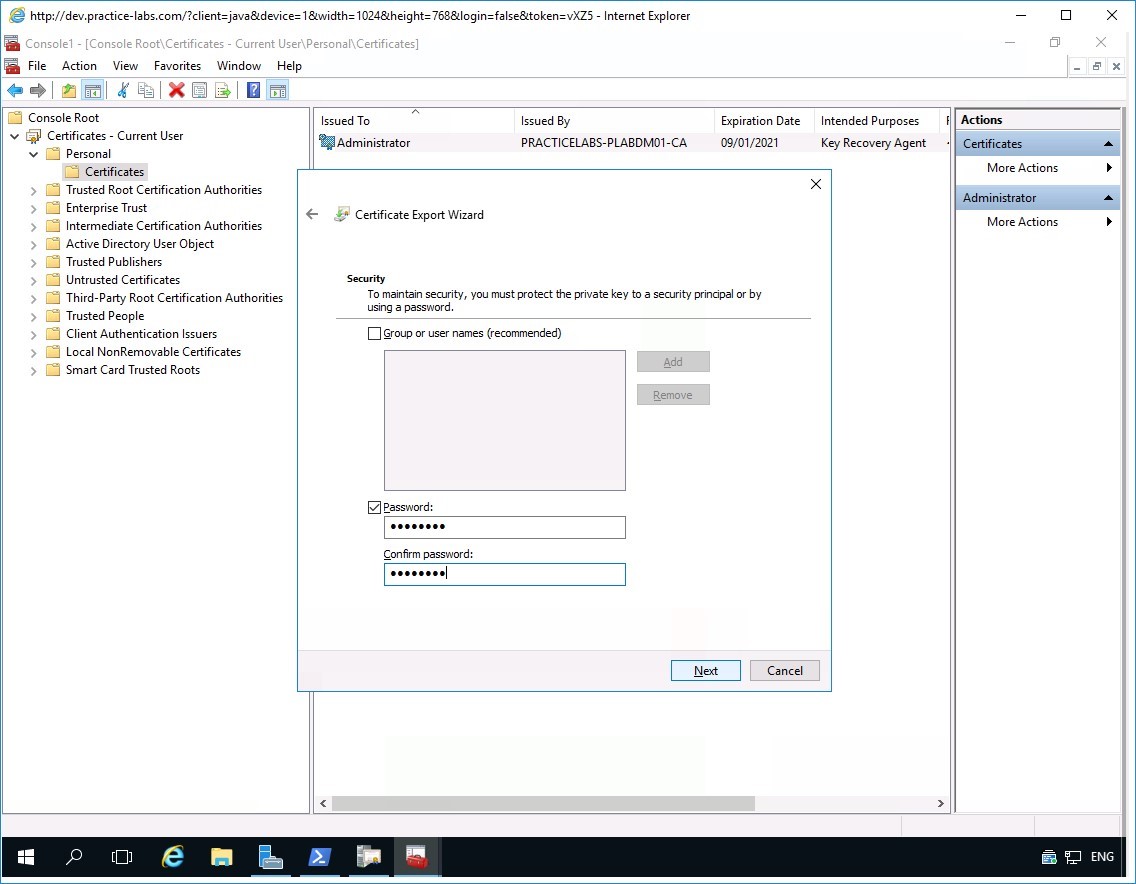 http://dev.practice-labs.com/?client=java&device=1&width=1024&height=768&login=false&token=vXZ5 - Internet Explorer
Console1 - [Console Root\Certificates - Current User\Personal\Certificates]
File Action View Favorites Window Help
Console Root
Certificates - Current User
Personal
Certificates
Trusted Root Certification Authorities
Enterprise Trust
Intermediate Certification Authorities
Active Directory User Object
Trusted Publishers
Untrusted Certificates
Third-Party Root Certification Authorities
Trusted People
Client Authentication Issuers
Local NonRemovable Certificates
Smart Card Trusted Roots
Issued To Issued By Expiration Date Intended Purposes F
Administrator PRACTICELABS-PLABDM01-CA 09/01/2021 Key Recovery Agent
Certificate Export Wizard
Security
To maintain security, you must protect the private key to a security principal or by
using a password.
Group or user names (recommended)
Add
Remove
Password:
••••••••
Confirm password:
••••••••
Next Cancel
Actions
Certificates
More Actions
Administrator
More Actions
ENG